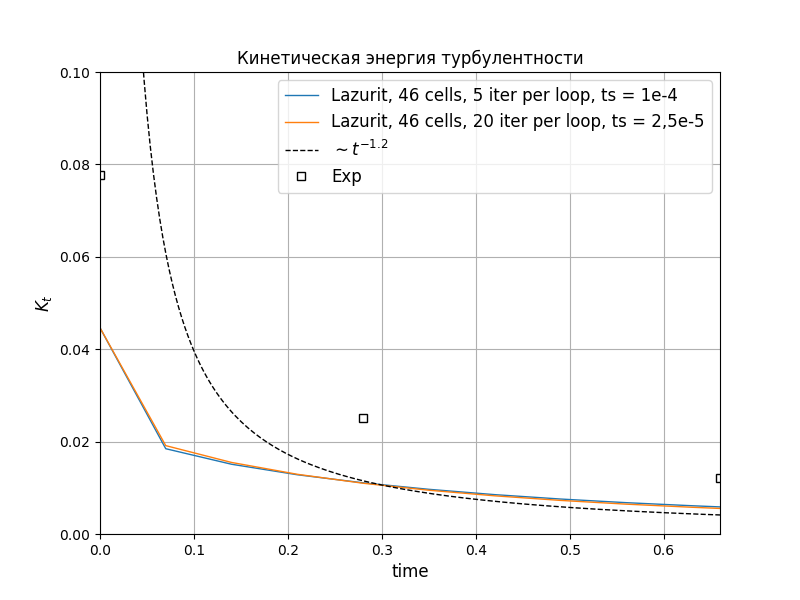 Кинетическая энергия турбулентности
0.10
0.08
0.06
0.04
0.02
0.00
K_t
Lazurit, 46 cells, 5 iter per loop, ts = 1e-4
Lazurit, 46 cells, 20 iter per loop, ts = 2,5e-5
~ t^{-1.2}
Exp
0.0 0.1 0.2 0.3 0.4 0.5 0.6
time